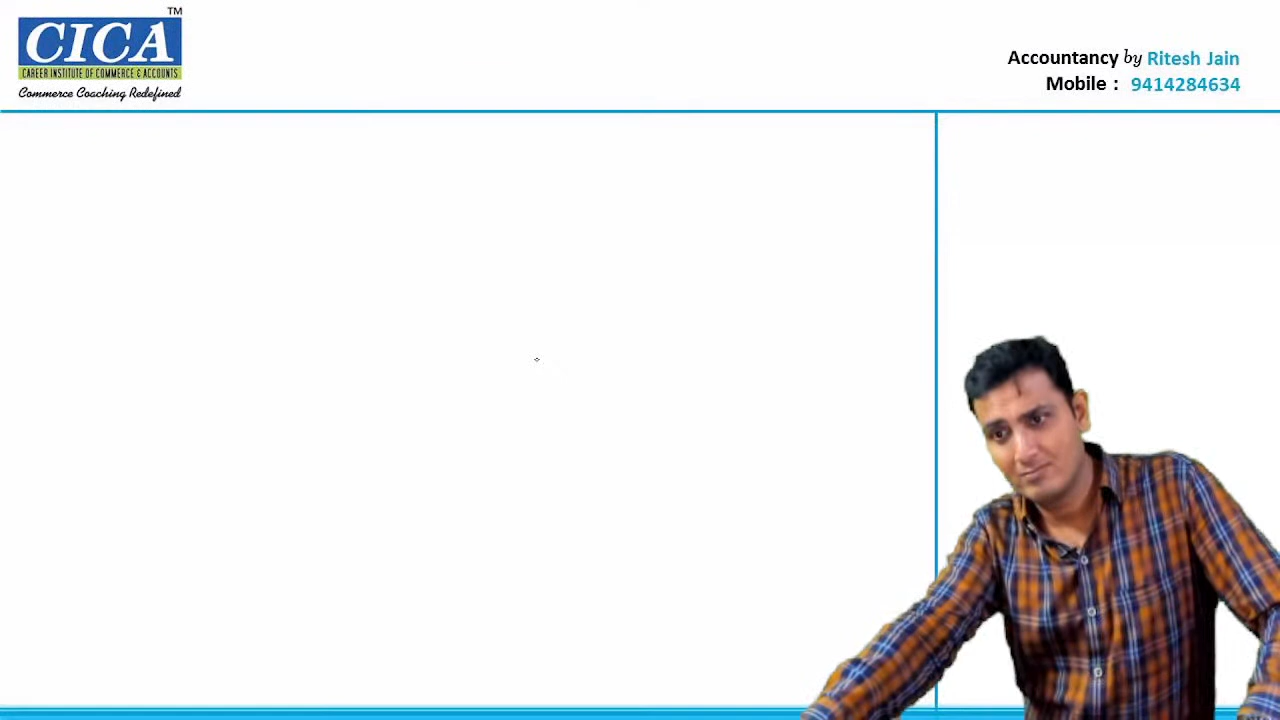 TM
CICA
CAREER INSTITUTE OF COMMERCE & ACCOUNTS
Commerce Coaching Redefined
Accountancy by Ritesh Jain
Mobile : 9414284634